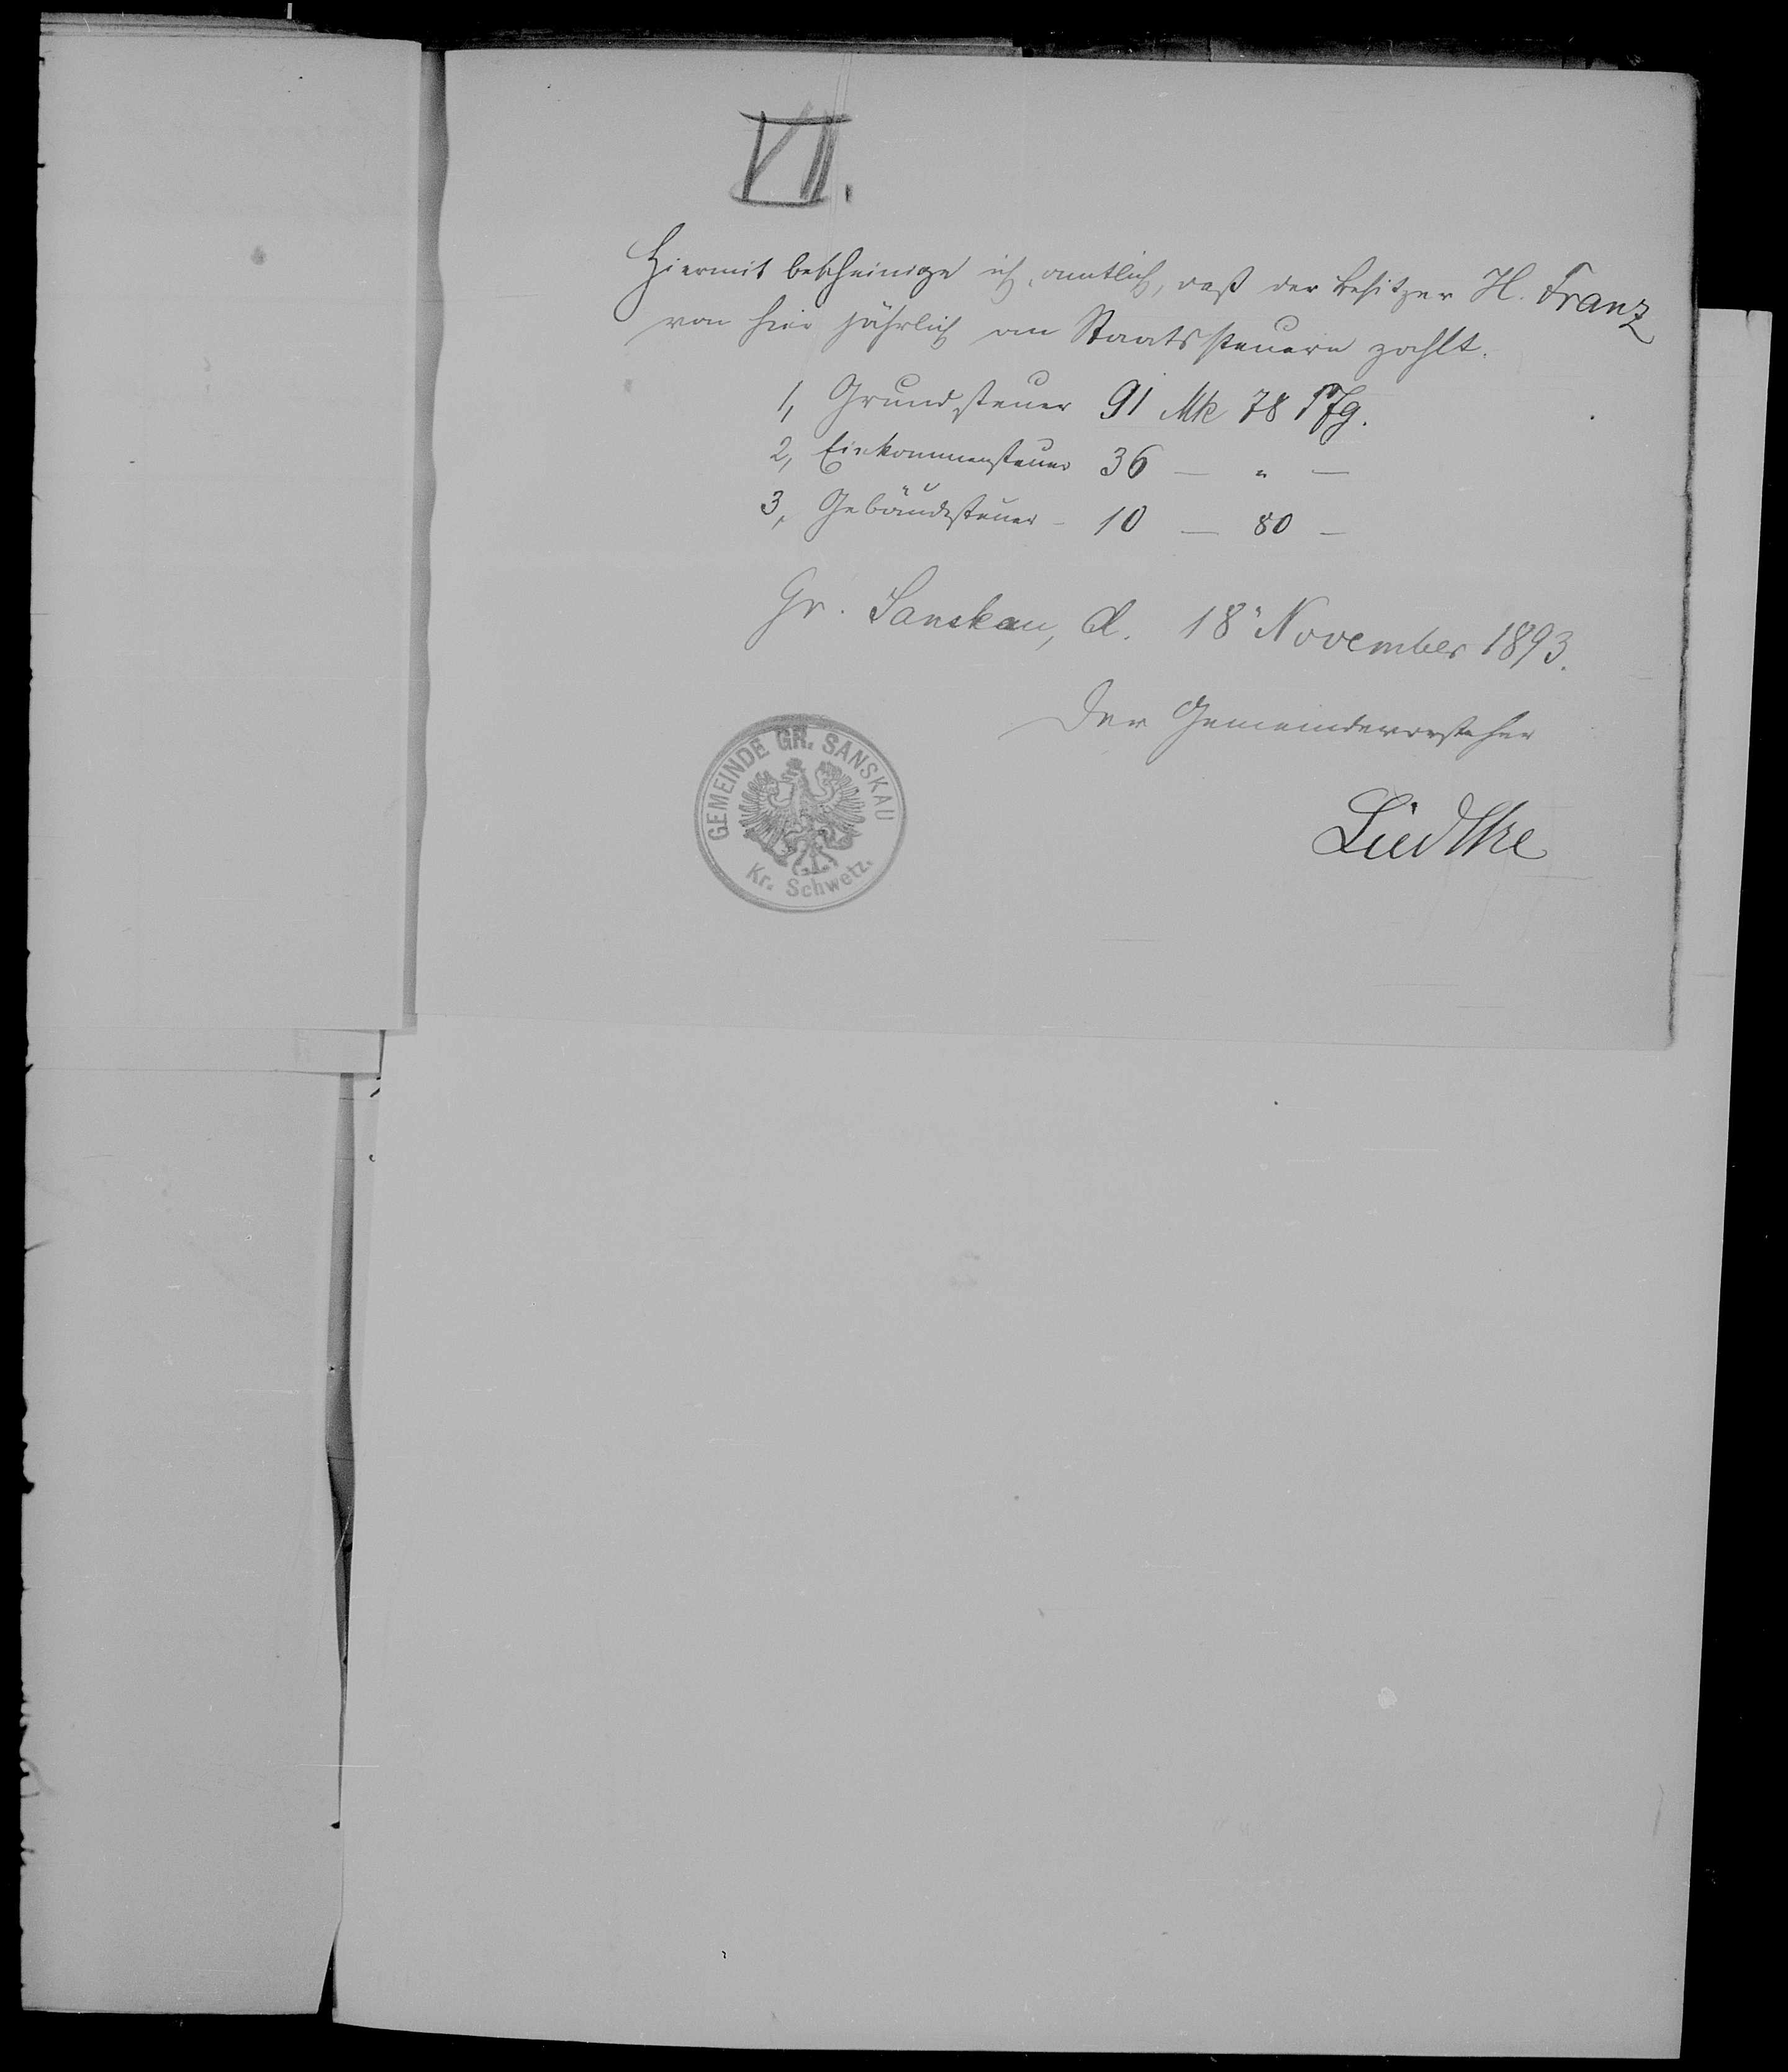 VII.
Hiermit bescheinige ich, amtlich, daß der Besitzer H. Franz
von hier jährlich an Staatssteuern zahlt.
1, Grundsteuer 91 Mk 78 Pfg.
2, Einkommensteuer 36 — „ —
3, Gebäudesteuer - 10 — 80 —
Gr. Sanskau, d. 18" November 1893.
Der Gemeindevorsteher
Liedtke
GEMEINDE GR. SANSKAU
Kr. Schwetz.